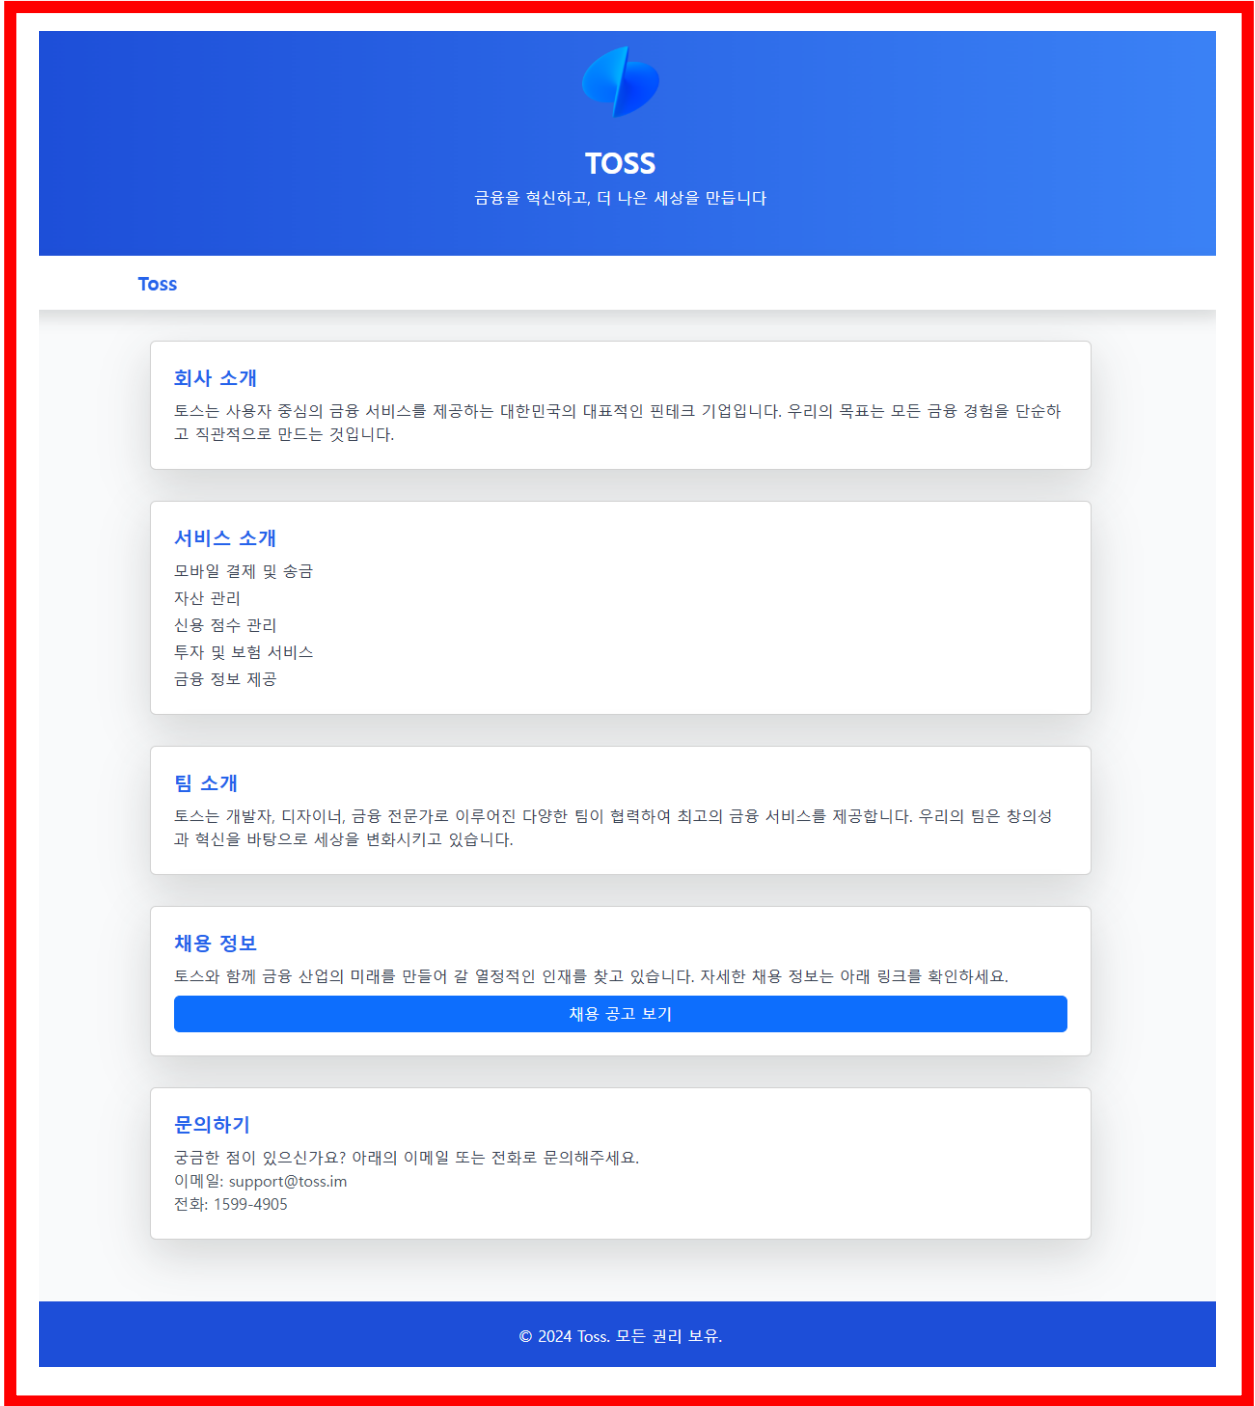 TOSS
금융을 혁신하고, 더 나은 세상을 만듭니다
Toss
회사 소개
토스는 사용자 중심의 금융 서비스를 제공하는 대한민국의 대표적인 핀테크 기업입니다. 우리의 목표는 모든 금융 경험을 단순하
고 직관적으로 만드는 것입니다.
서비스 소개
모바일 결제 및 송금
자산 관리
신용 점수 관리
투자 및 보험 서비스
금융 정보 제공
팀 소개
토스는 개발자, 디자이너, 금융 전문가로 이루어진 다양한 팀이 협력하여 최고의 금융 서비스를 제공합니다. 우리의 팀은 창의성
과 혁신을 바탕으로 세상을 변화시키고 있습니다.
채용 정보
토스와 함께 금융 산업의 미래를 만들어 갈 열정적인 인재를 찾고 있습니다. 자세한 채용 정보는 아래 링크를 확인하세요.
채용 공고 보기
문의하기
궁금한 점이 있으신가요? 아래의 이메일 또는 전화로 문의해주세요.
이메일: support@toss.im
전화: 1599-4905
© 2024 Toss. 모든 권리 보유.